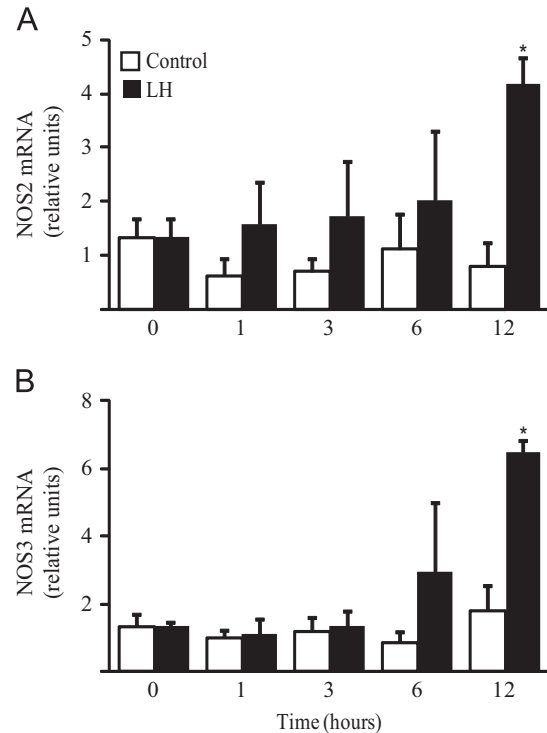 A
5
4
3
2
1
NOS2 mRNA
(relative units)
Control
LH
*
0 1 3 6 12
B
8
6
4
2
NOS3 mRNA
(relative units)
*
0 1 3 6 12
Time (hours)